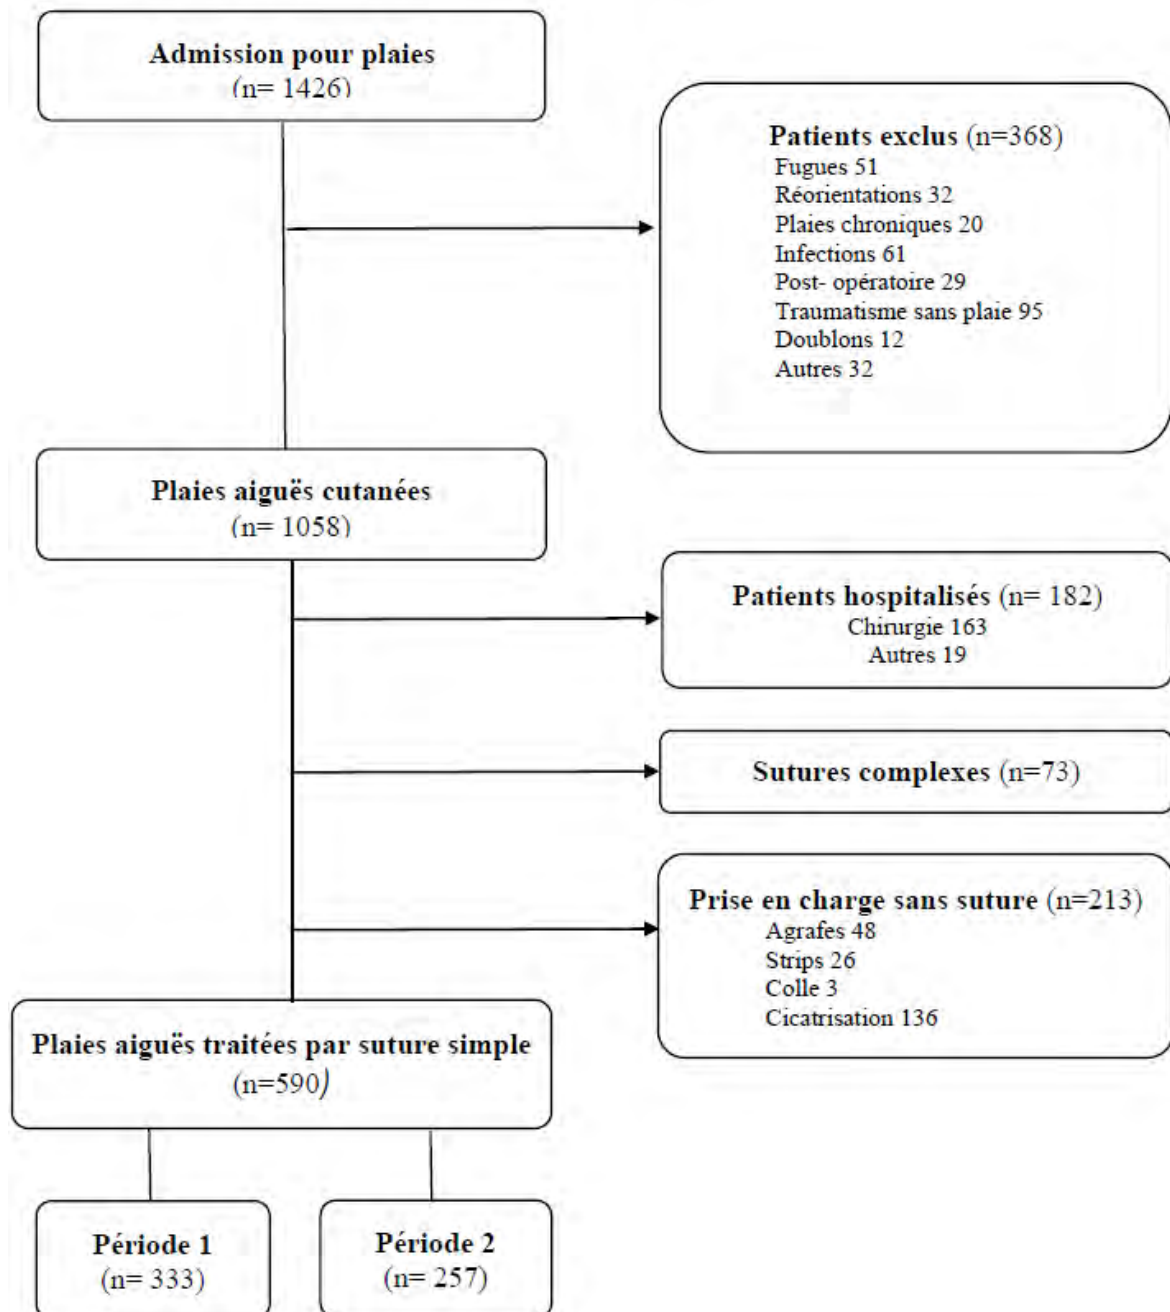 Admission pour plaies
(n= 1426)
Patients exclus (n=368)
Fugues 51
Réorientations 32
Plaies chroniques 20
Infections 61
Post- opératoire 29
Traumatisme sans plaie 95
Doublons 12
Autres 32
Plaies aiguës cutanées
(n= 1058)
Patients hospitalisés (n= 182)
Chirurgie 163
Autres 19
Sutures complexes (n=73)
Prise en charge sans suture (n=213)
Agrafes 48
Strips 26
Colle 3
Cicatrisation 136
Plaies aiguës traitées par suture simple
(n=590)
Période 1
(n= 333)
Période 2
(n= 257)